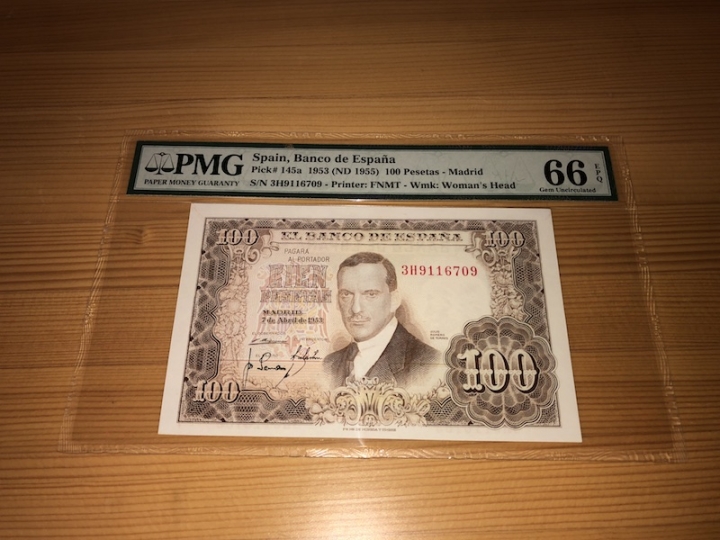 PMG
PAPER MONEY GUARANTY
Spain, Banco de España
Pick# 145a 1953 (ND 1955) 100 Pesetas - Madrid
S/N 3H9116709 - Printer: FNMT - Wmk: Woman's Head
66
Gem Uncirculated
EPQ
100
EL BANCO DE ESPAÑA
100
PAGARÁ
AL PORTADOR
CIEN
PESETAS
3H9116709
7 de Abril de 1953
100
100